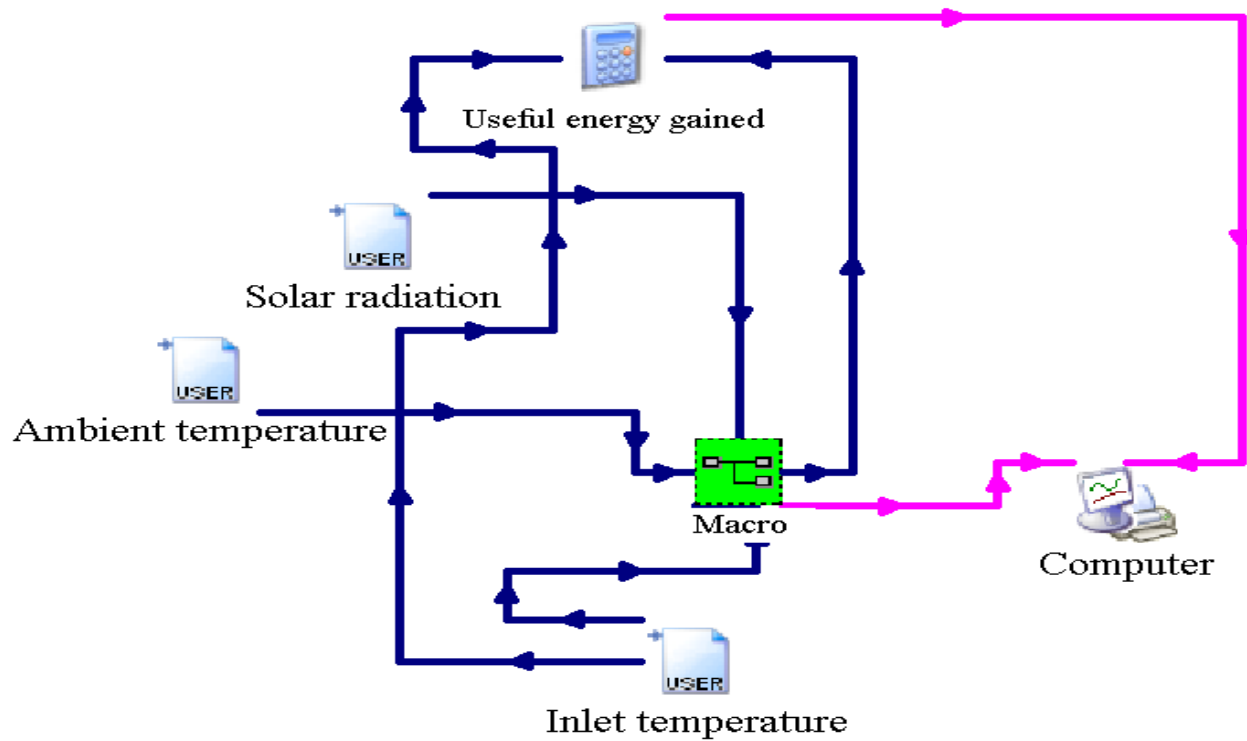 Useful energy gained
USER
Solar radiation
USER
Ambient temperature
Macro
Computer
USER
Inlet temperature